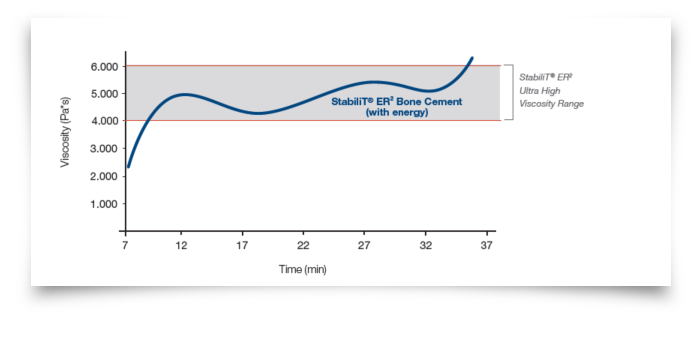 6.000
5.000
4.000
3.000
2.000
1.000
Viscosity (Pa*s)
StabiliT® ER² Bone Cement
(with energy)
StabiliT® ER²
Ultra High
Viscosity Range
7 12 17 22 27 32 37
Time (min)